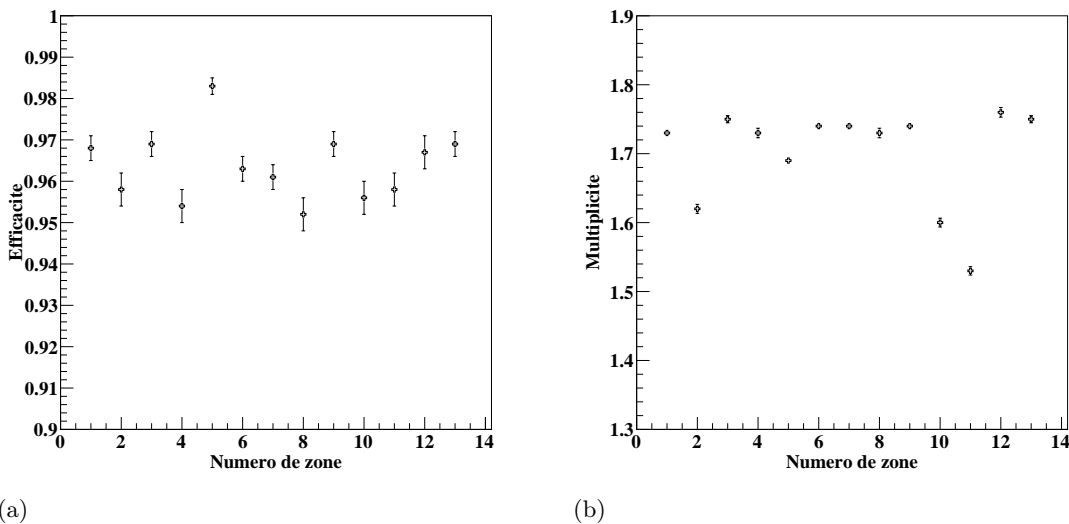 1
0.99
0.98
0.97
0.96
0.95
0.94
0.93
0.92
0.91
0.9
Efficacite
0 2 4 6 8 10 12 14
Numero de zone
(a)
1.9
1.8
1.7
1.6
1.5
1.4
1.3
Multiplicite
0 2 4 6 8 10 12 14
Numero de zone
(b)